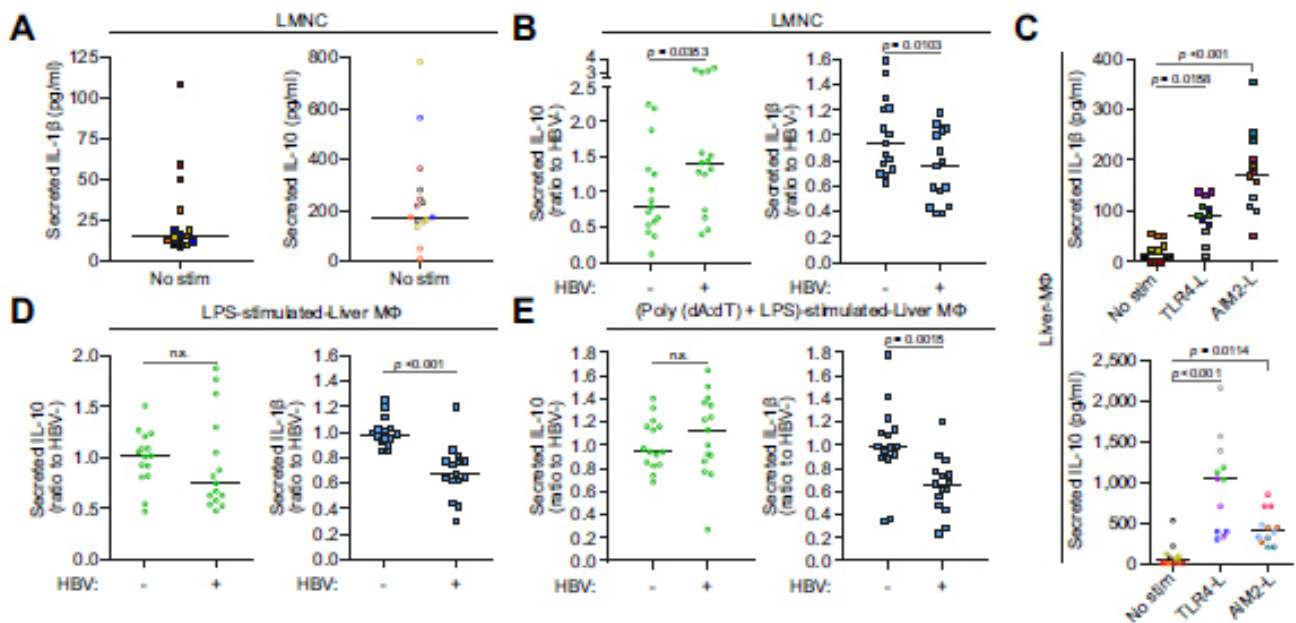 A
LMNC
Secreted IL-1β (pg/ml)
125
100
75
50
25
0
No stim
Secreted IL-10 (pg/ml)
800
600
400
200
0
No stim
B
LMNC
Secreted IL-10
(ratio to HBV-)
4
3
2.5
2.0
1.5
1.0
0.5
0.0
p = 0.0353
HBV:
-
+
Secreted IL-1β
(ratio to HBV-)
1.6
1.4
1.2
1.0
0.8
0.6
0.4
0.2
0.0
p = 0.0103
-
+
C
Liver-MΦ
Secreted IL-1β (pg/ml)
400
300
200
100
0
p <0.001
p = 0.0158
No stim
TLR4-L
AIM2-L
Secreted IL-10 (pg/ml)
2,500
2,000
1,500
1,000
500
0
p = 0.0114
p <0.001
No stim
TLR4-L
AIM2-L
D
LPS-stimulated-Liver MΦ
Secreted IL-10
(ratio to HBV-)
2.0
1.5
1.0
0.5
0.0
n.s.
HBV:
-
+
Secreted IL-1β
(ratio to HBV-)
1.6
1.4
1.2
1.0
0.8
0.6
0.4
0.2
0.0
p <0.001
-
+
E
(Poly (dA:dT) + LPS)-stimulated-Liver MΦ
Secreted IL-10
(ratio to HBV-)
1.8
1.6
1.4
1.2
1.0
0.8
0.6
0.4
0.2
0.0
n.s.
HBV:
-
+
Secreted IL-1β
(ratio to HBV-)
1.8
1.6
1.4
1.2
1.0
0.8
0.6
0.4
0.2
0.0
p = 0.0015
-
+